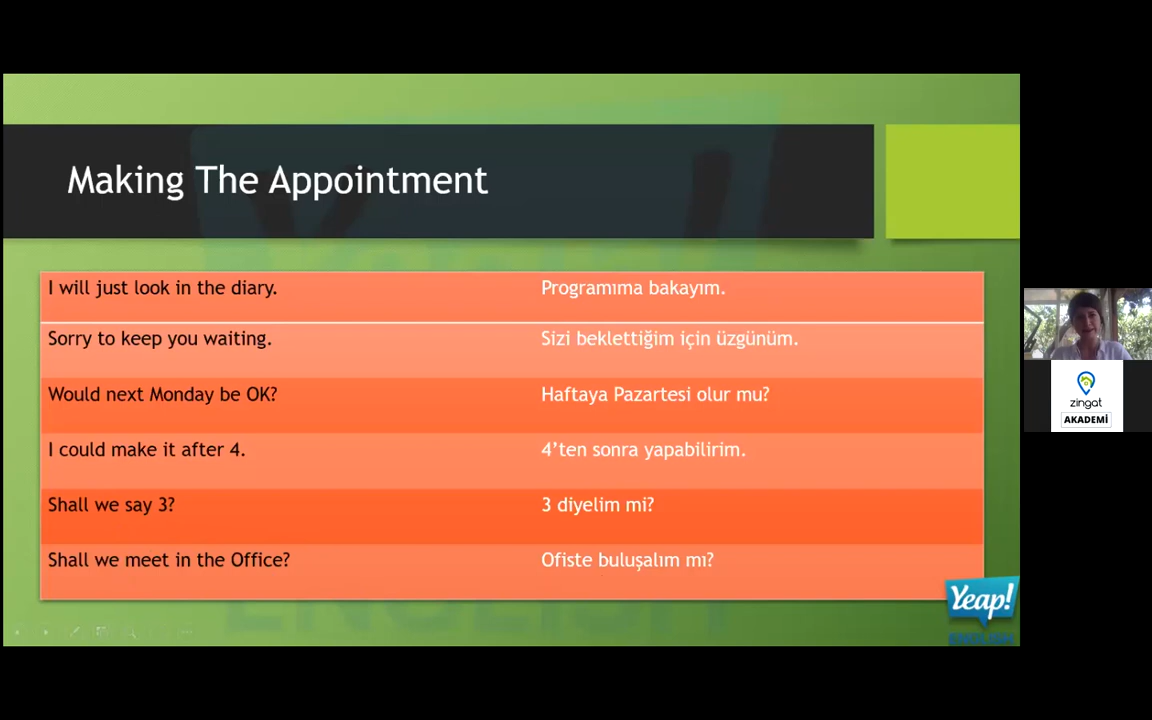 Making The Appointment
I will just look in the diary. Programıma bakayım.
Sorry to keep you waiting. Sizi beklettiğim için üzgünüm.
Would next Monday be OK? Haftaya Pazartesi olur mu?
I could make it after 4. 4’ten sonra yapabilirim.
Shall we say 3? 3 diyelim mi?
Shall we meet in the Office? Ofiste buluşalım mı?
Yeap!
ENGLISH
zingat
AKADEMİ